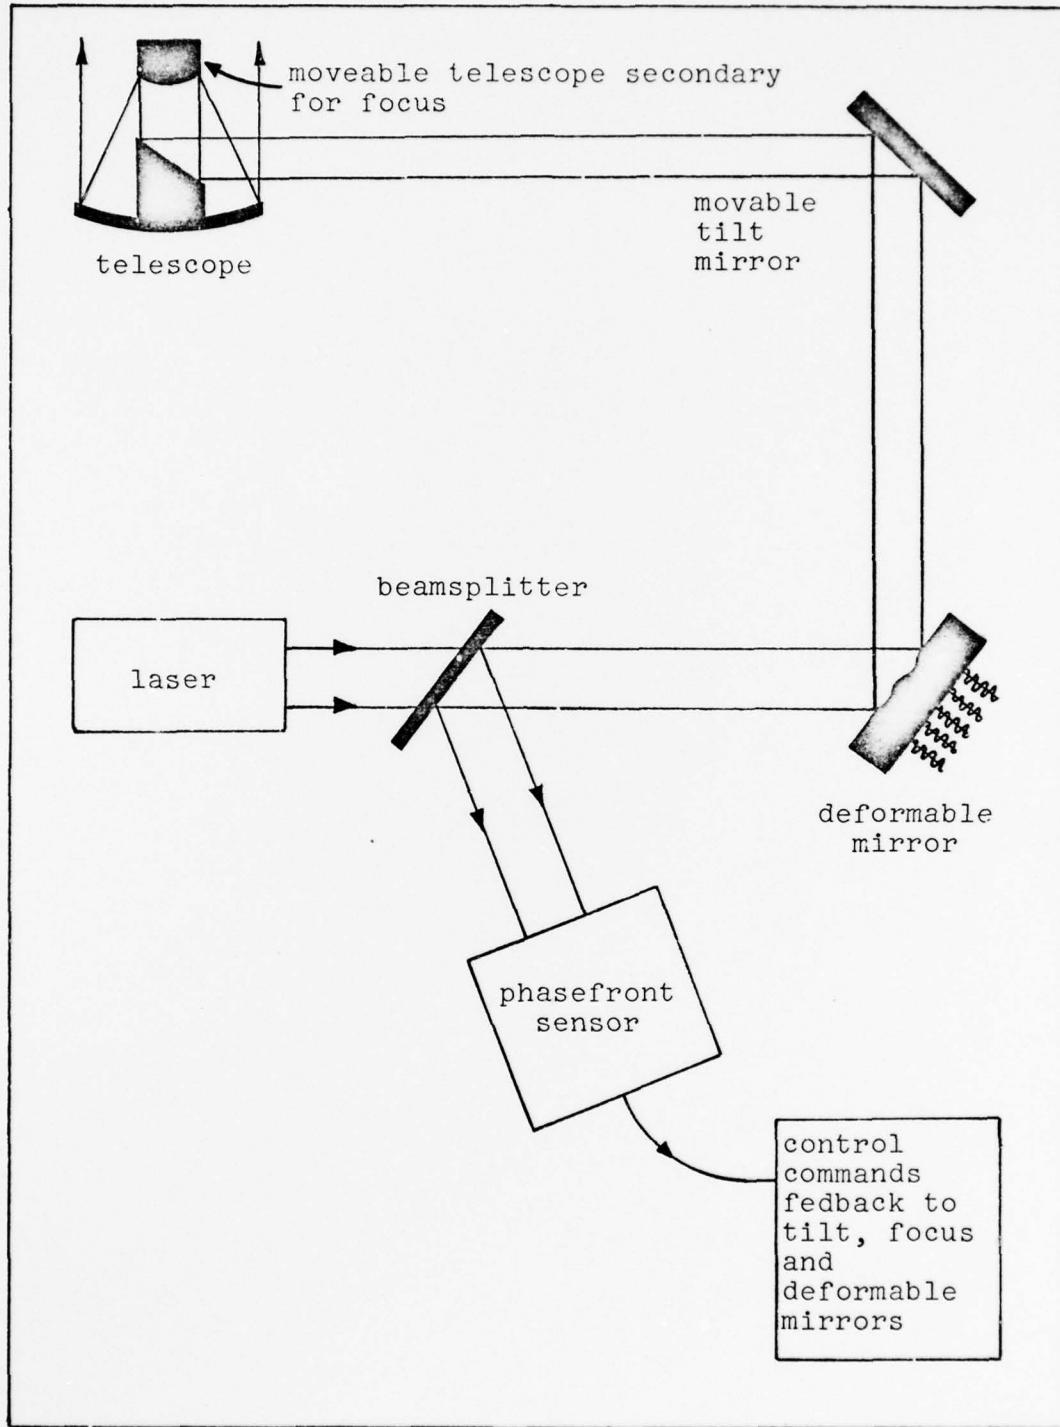 moveable telescope secondary
for focus
movable
tilt
mirror
telescope
beamsplitter
laser
deformable
mirror
phasefront
sensor
control
commands
fedback to
tilt, focus
and
deformable
mirrors